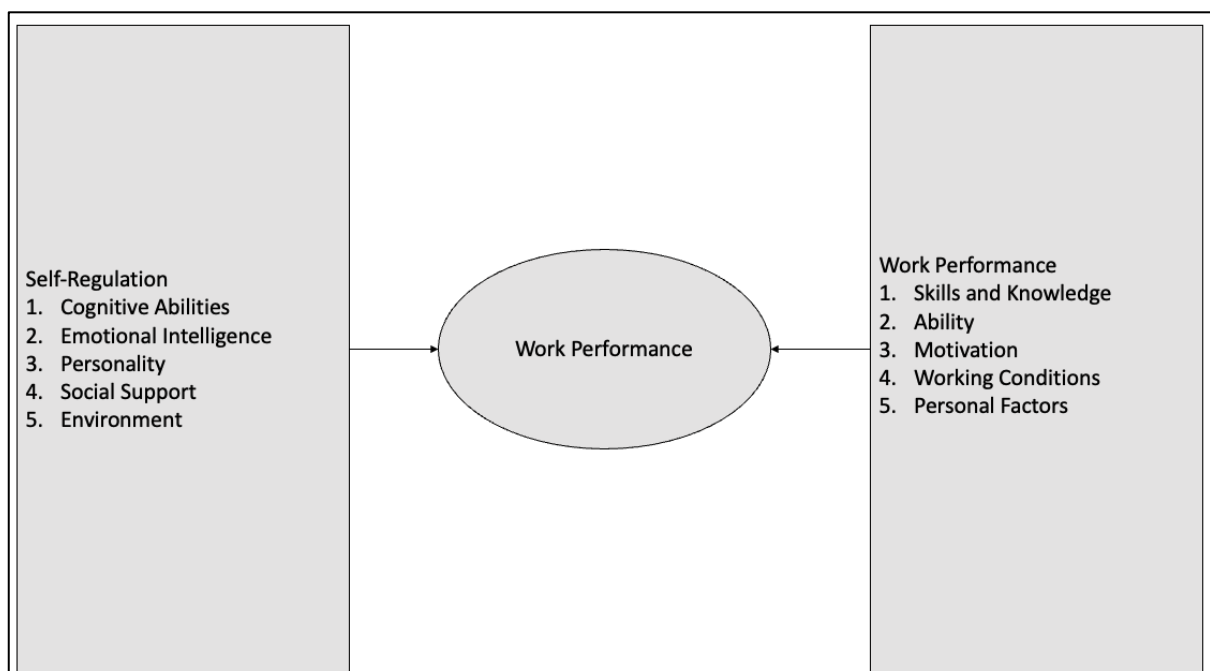 Self-Regulation
1. Cognitive Abilities
2. Emotional Intelligence
3. Personality
4. Social Support
5. Environment
Work Performance
Work Performance
1. Skills and Knowledge
2. Ability
3. Motivation
4. Working Conditions
5. Personal Factors